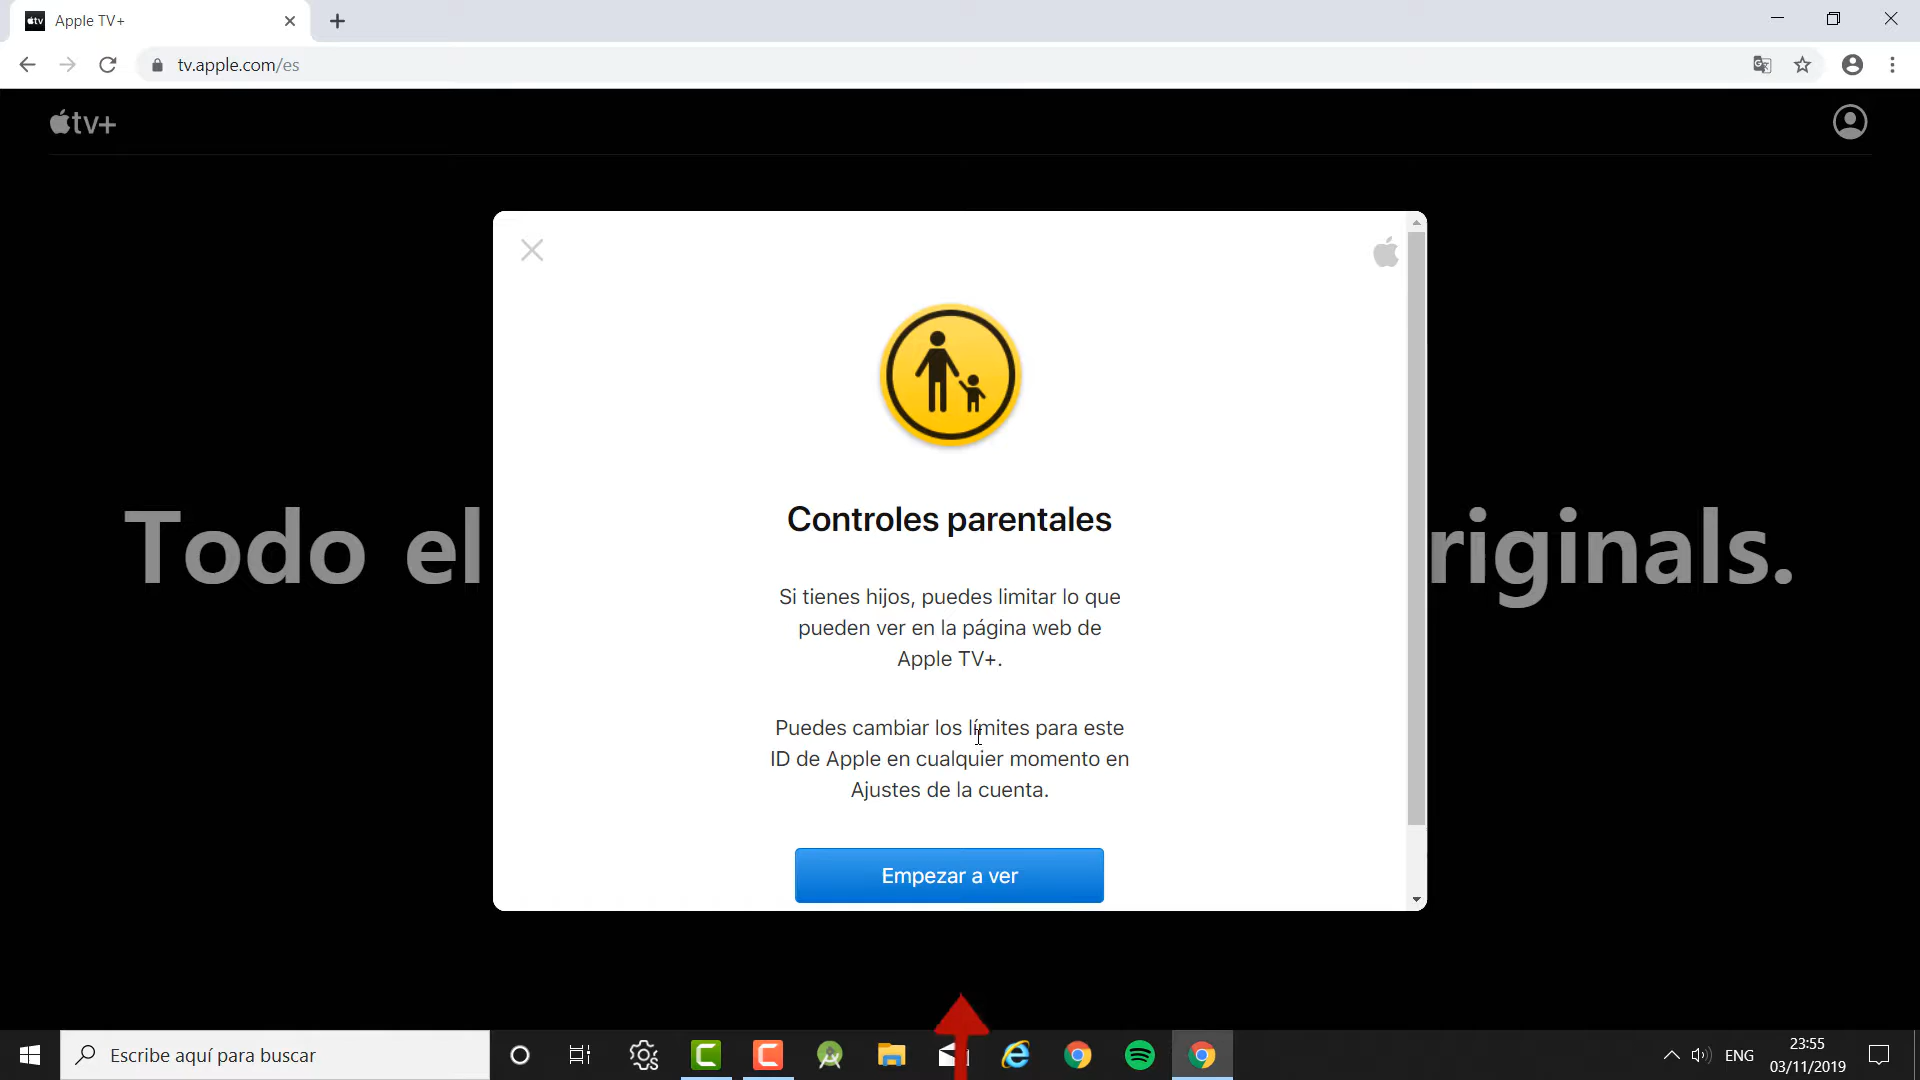 Apple TV+
tv.apple.com/es
tv+
Todo el
riginals.
Controles parentales
Si tienes hijos, puedes limitar lo que
pueden ver en la página web de
Apple TV+.
Puedes cambiar los límites para este
ID de Apple en cualquier momento en
Ajustes de la cuenta.
Empezar a ver
Escribe aquí para buscar
ENG
23:55
03/11/2019